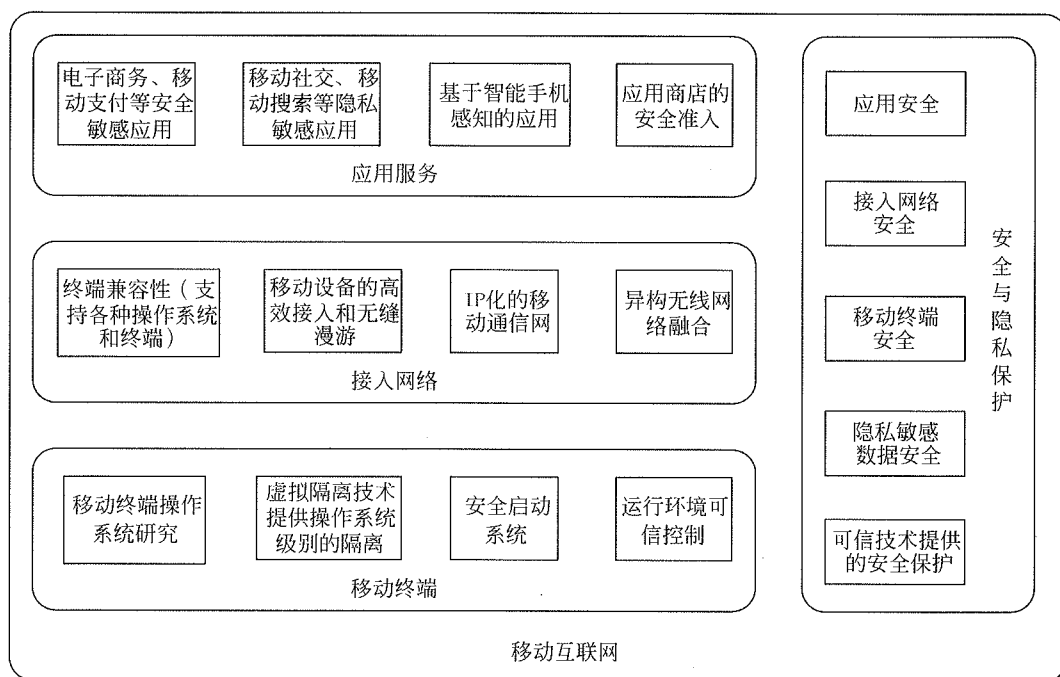 电子商务、移
动支付等安全
敏感应用
移动社交、移
动搜索等隐私
敏感应用
基于智能手机
感知的应用
应用商店的
安全准入
应用服务
终端兼容性（支
持各种操作系统
和终端）
移动设备的高
效接入和无缝
漫游
IP化的移
动通信网
异构无线网
络融合
接入网络
移动终端操作
系统研究
虚拟隔离技术
提供操作系统
级别的隔离
安全启动
系统
运行环境可
信控制
移动终端
应用安全
接入网络
安全
移动终端
安全
隐私敏感
数据安全
可信技术提供
的安全保护
安全与隐私保护
移动互联网